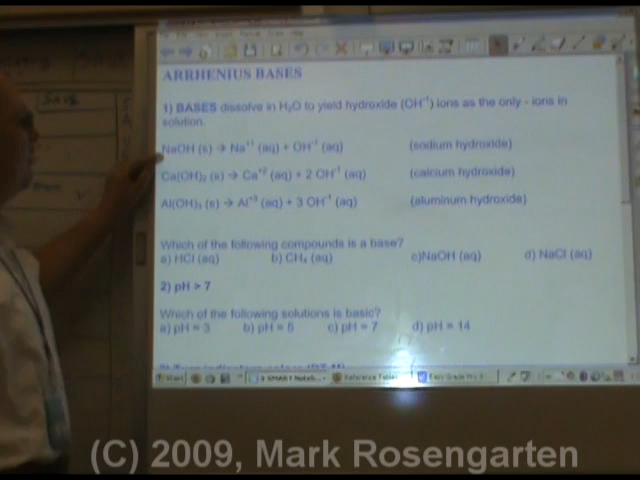 ARRHENIUS BASES
1) BASES dissolve in H₂O to yield hydroxide (OH⁻¹) ions as the only - ions in
solution.
NaOH (s) → Na⁺¹ (aq) + OH⁻¹ (aq) (sodium hydroxide)
Ca(OH)₂ (s) → Ca⁺² (aq) + 2 OH⁻¹ (aq) (calcium hydroxide)
Al(OH)₃ (s) → Al⁺³ (aq) + 3 OH⁻¹ (aq) (aluminum hydroxide)
Which of the following compounds is a base?
a) HCl (aq) b) CH₄ (aq) c)NaOH (aq) d) NaCl (aq)
2) pH > 7
Which of the following solutions is basic?
a) pH = 3 b) pH = 5 c) pH = 7 d) pH = 14
Start Reference Tables
(C) 2009, Mark Rosengarten